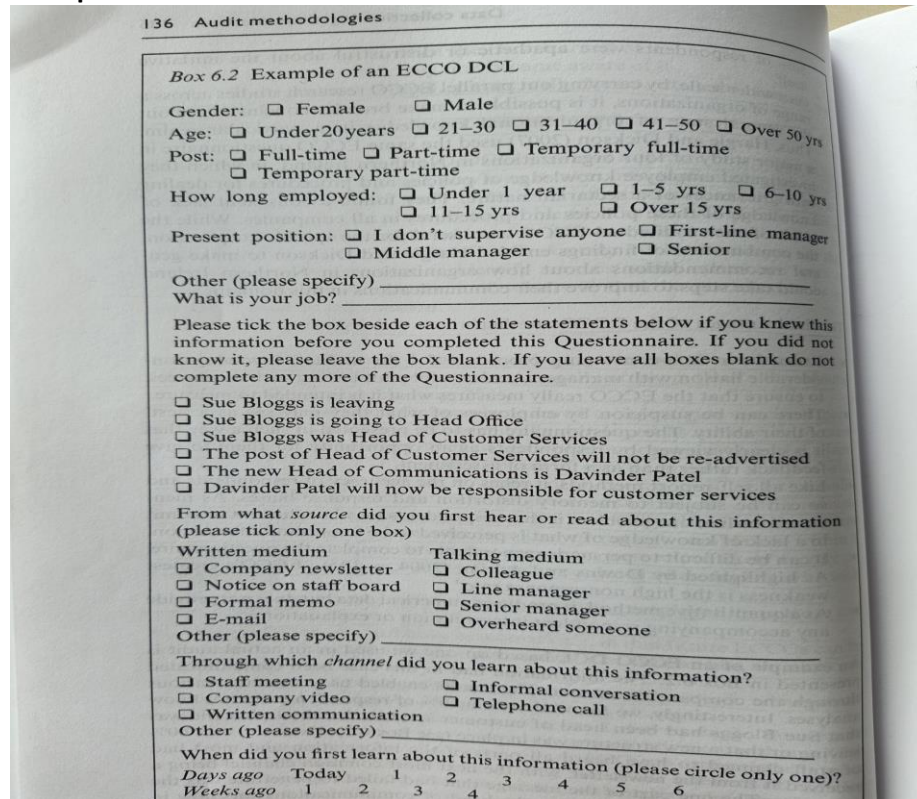 136 Audit methodologies
Box 6.2 Example of an ECCO DCL
Gender: ❑ Female ❑ Male
Age: ❑ Under20years ❑ 21–30 ❑ 31–40 ❑ 41–50 ❑ Over 50 yrs
Post: ❑ Full-time ❑ Part-time ❑ Temporary full-time
❑ Temporary part-time
How long employed: ❑ Under 1 year ❑ 1–5 yrs ❑ 6–10 yrs
❑ 11–15 yrs ❑ Over 15 yrs
Present position: ❑ I don't supervise anyone ❑ First-line manager
❑ Middle manager ❑ Senior
Other (please specify)
What is your job?
Please tick the box beside each of the statements below if you knew this
information before you completed this Questionnaire. If you did not
know it, please leave the box blank. If you leave all boxes blank do not
complete any more of the Questionnaire.
❑ Sue Bloggs is leaving
❑ Sue Bloggs is going to Head Office
❑ Sue Bloggs was Head of Customer Services
❑ The post of Head of Customer Services will not be re-advertised
❑ The new Head of Communications is Davinder Patel
❑ Davinder Patel will now be responsible for customer services
From what source did you first hear or read about this information
(please tick only one box)
Written medium Talking medium
❑ Company newsletter ❑ Colleague
❑ Notice on staff board ❑ Line manager
❑ Formal memo ❑ Senior manager
❑ E-mail ❑ Overheard someone
Other (please specify)
Through which channel did you learn about this information?
❑ Staff meeting ❑ Informal conversation
❑ Company video ❑ Telephone call
❑ Written communication
Other (please specify)
When did you first learn about this information (please circle only one)?
Days ago Today 1 2 3 4 5 6
Weeks ago 1 2 3 4